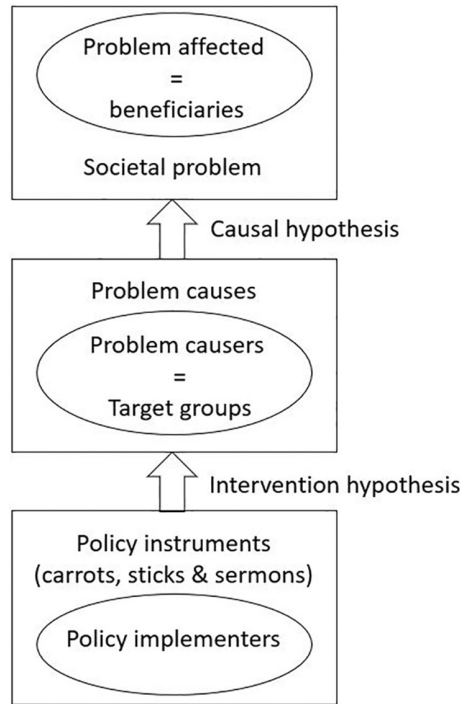 Problem affected
=
beneficiaries
Societal problem
Causal hypothesis
Problem causes
Problem causers
=
Target groups
Intervention hypothesis
Policy instruments
(carrots, sticks & sermons)
Policy implementers